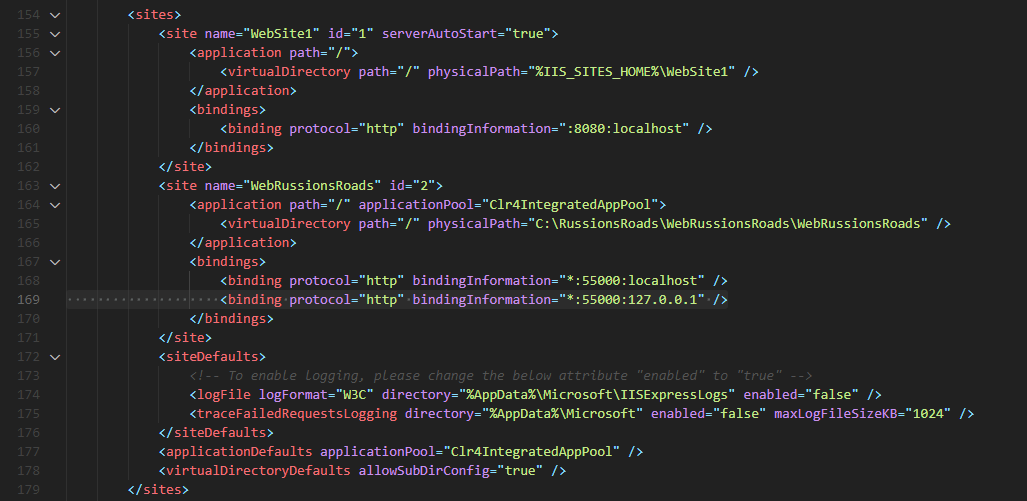 154 <sites>
155 <site name="WebSite1" id="1" serverAutoStart="true">
156 <application path="/">
157 <virtualDirectory path="/" physicalPath="%IIS_SITES_HOME%\WebSite1" />
158 </application>
159 <bindings>
160 <binding protocol="http" bindingInformation=":8080:localhost" />
161 </bindings>
162 </site>
163 <site name="WebRussionsRoads" id="2">
164 <application path="/" applicationPool="Clr4IntegratedAppPool">
165 <virtualDirectory path="/" physicalPath="C:\RussionsRoads\WebRussionsRoads\WebRussionsRoads" />
166 </application>
167 <bindings>
168 <binding protocol="http" bindingInformation="*:55000:localhost" />
169 <binding protocol="http" bindingInformation="*:55000:127.0.0.1" />
170 </bindings>
171 </site>
172 <siteDefaults>
173 <!-- To enable logging, please change the below attribute "enabled" to "true" -->
174 <logFile logFormat="W3C" directory="%AppData%\Microsoft\IISExpressLogs" enabled="false" />
175 <traceFailedRequestsLogging directory="%AppData%\Microsoft" enabled="false" maxLogFileSizeKB="1024" />
176 </siteDefaults>
177 <applicationDefaults applicationPool="Clr4IntegratedAppPool" />
178 <virtualDirectoryDefaults allowSubDirConfig="true" />
179 </sites>